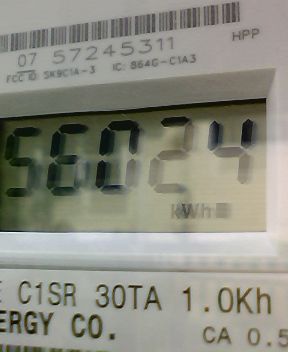 07 57245311
HPP
FCC ID: SK9C1A-3 IC: 864G-C1A3
56024
kWh
C1SR 30TA 1.0Kh
ERGY CO.
CA 0.5